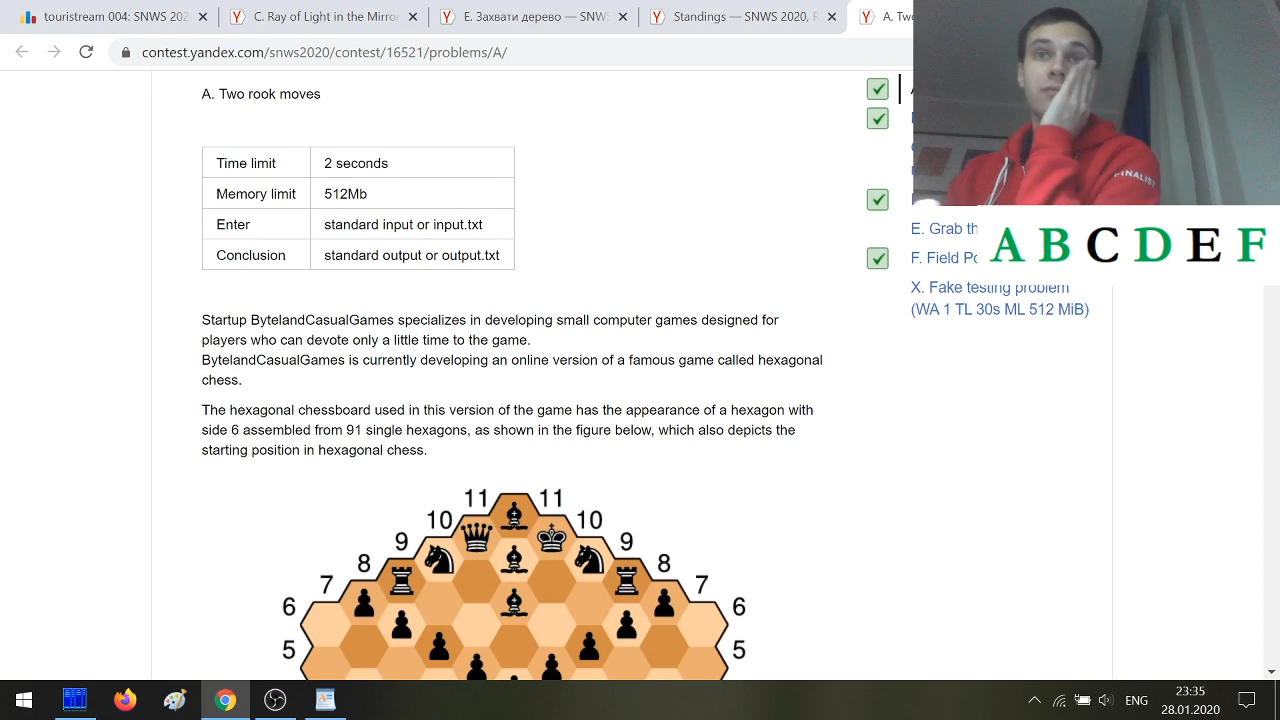 touristream 004: SNWS 202
C. Ray of Light in the Mirror
Е. Захвати дерево — SNWS
Standings — SNWS 2020, R
A. Tw
contest.yandex.com/snws2020/contest/16521/problems/A/
A. Two rook moves
Time limit 2 seconds
Memory limit 512Mb
Enter standard input or input.txt
Conclusion standard output or output.txt
Startup BytelandCasualGames specializes in developing small computer games designed for
players who can devote only a little time to the game.
BytelandCasualGames is currently developing an online version of a famous game called hexagonal
chess.
The hexagonal chessboard used in this version of the game has the appearance of a hexagon with
side 6 assembled from 91 single hexagons, as shown in the figure below, which also depicts the
starting position in hexagonal chess.
11 11
10 10
9 9
8 8
7 7
6 6
5 5
FINALIST
E. Grab th
A B C D E F
F. Field Po
X. Fake testing problem
(WA 1 TL 30s ML 512 MiB)
ENG
23:35
28.01.2020